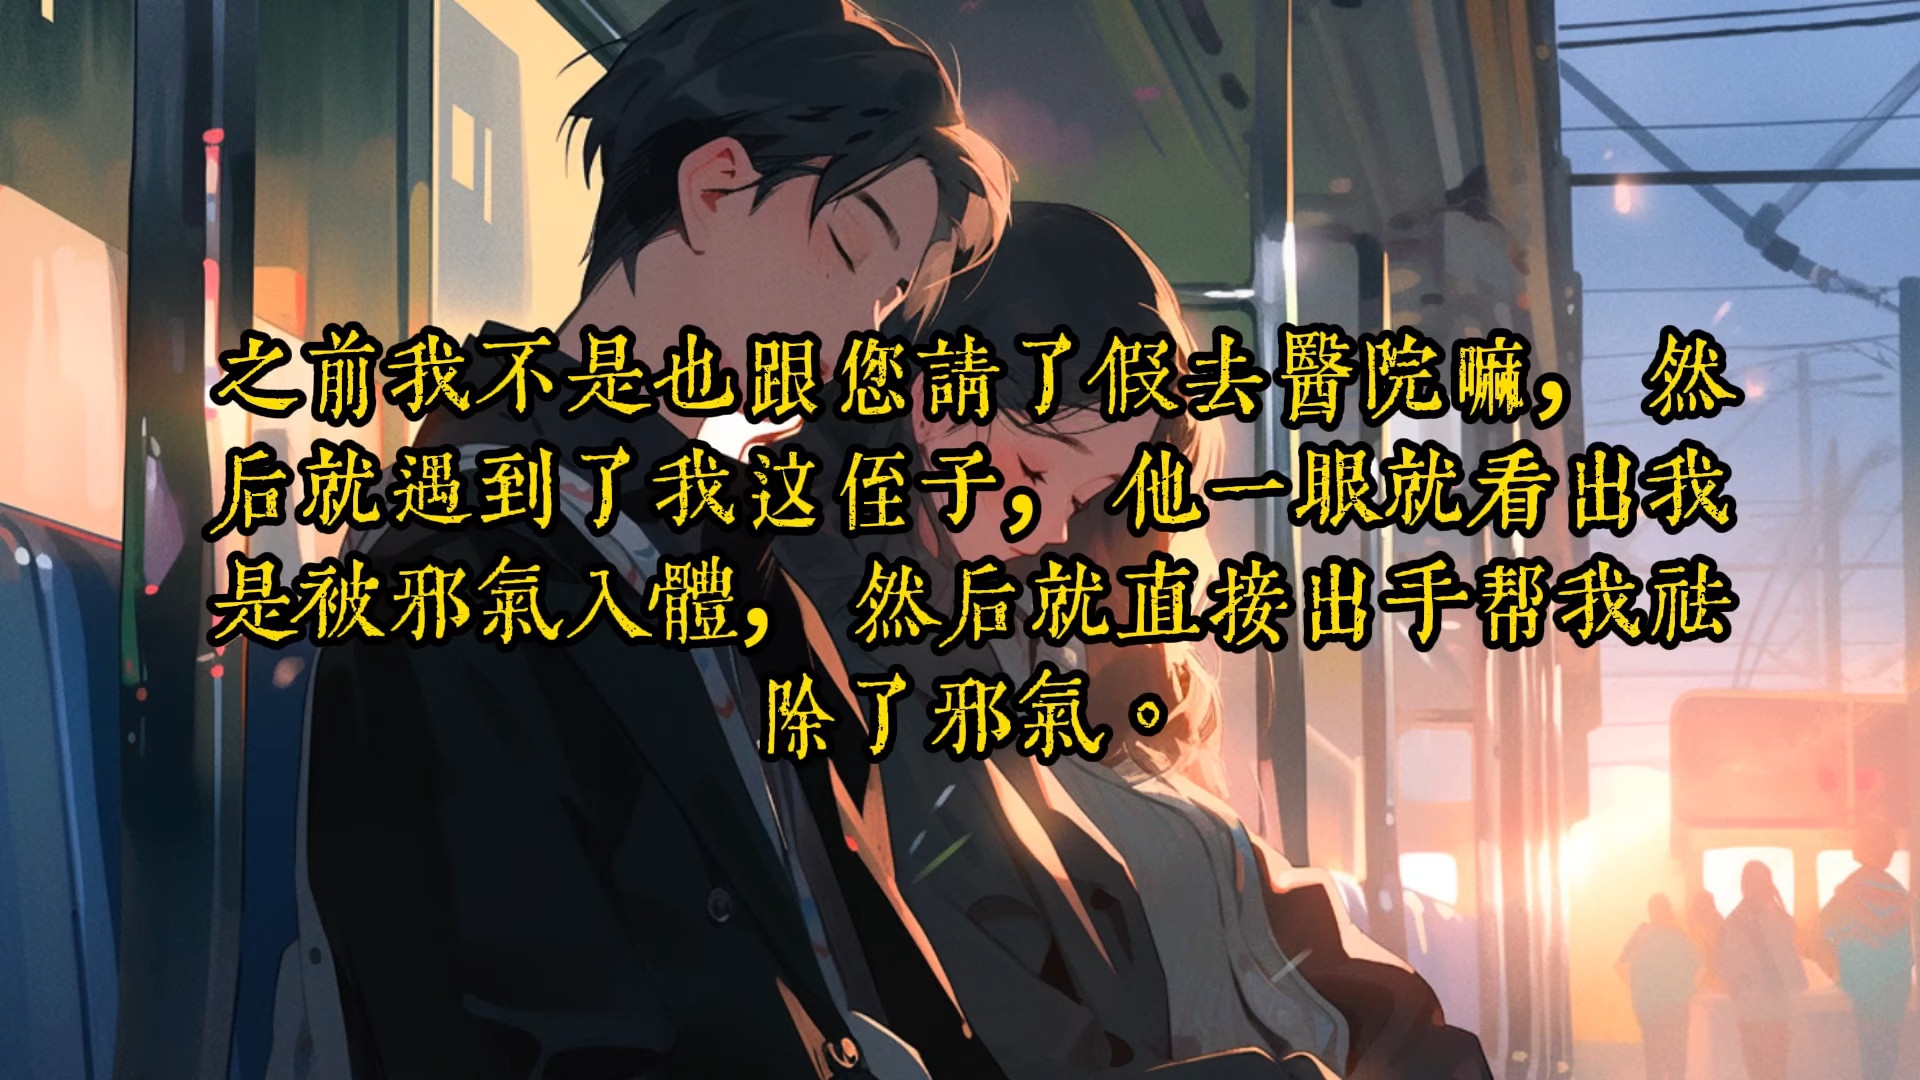 之前我不是也跟您請了假去醫院嘛，然
后就遇到了我这侄子，他一眼就看出我
是被邪氣入體，然后就直接出手帮我祛
除了邪氣。